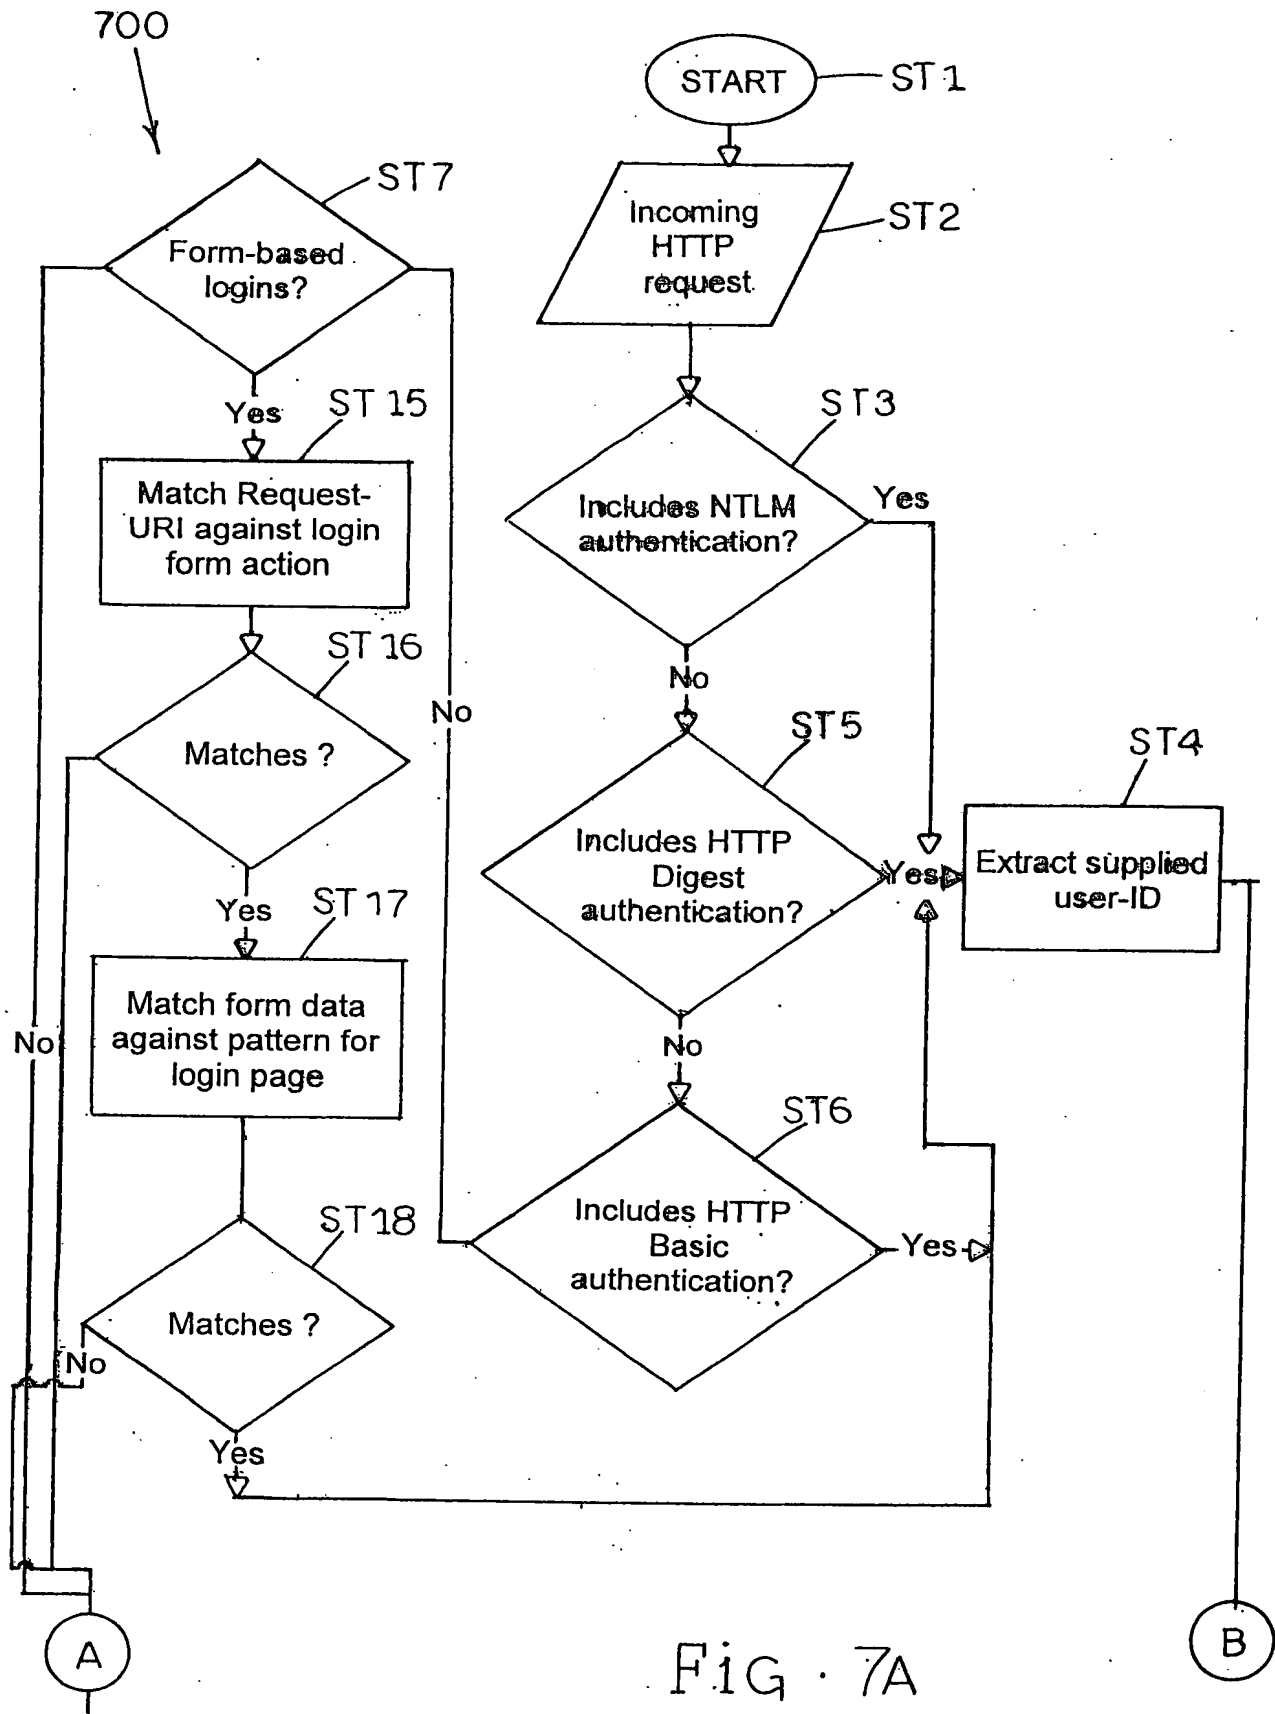 700
START
ST1
Incoming
HTTP
request
ST2
ST7
Form-based
logins?
Yes
ST 15
Match Request-
URI against login
form action
ST 16
Matches ?
Yes
ST 17
Match form data
against pattern for
login page
ST18
Matches ?
No
Yes
No
No
ST3
Includes NTLM
authentication?
Yes
No
ST5
Includes HTTP
Digest
authentication?
Yes
ST4
Extract supplied
user-ID
No
ST6
Includes HTTP
Basic
authentication?
Yes
A
B
FiG. 7A